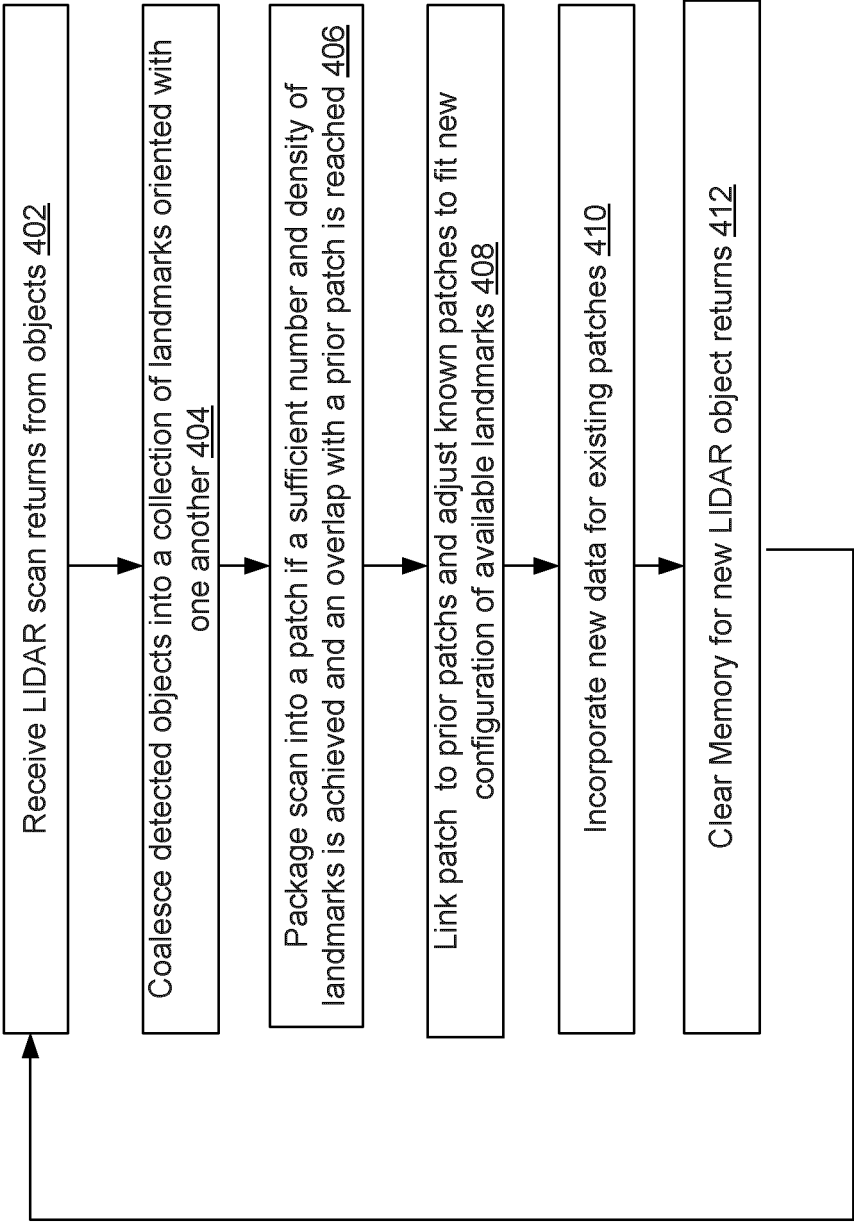 Receive LIDAR scan returns from objects 402
Coalesce detected objects into a collection of landmarks oriented with
one another 404
Package scan into a patch if a sufficient number and density of
landmarks is achieved and an overlap with a prior patch is reached 406
Link patch to prior patchs and adjust known patches to fit new
configuration of available landmarks 408
Incorporate new data for existing patches 410
Clear Memory for new LIDAR object returns 412